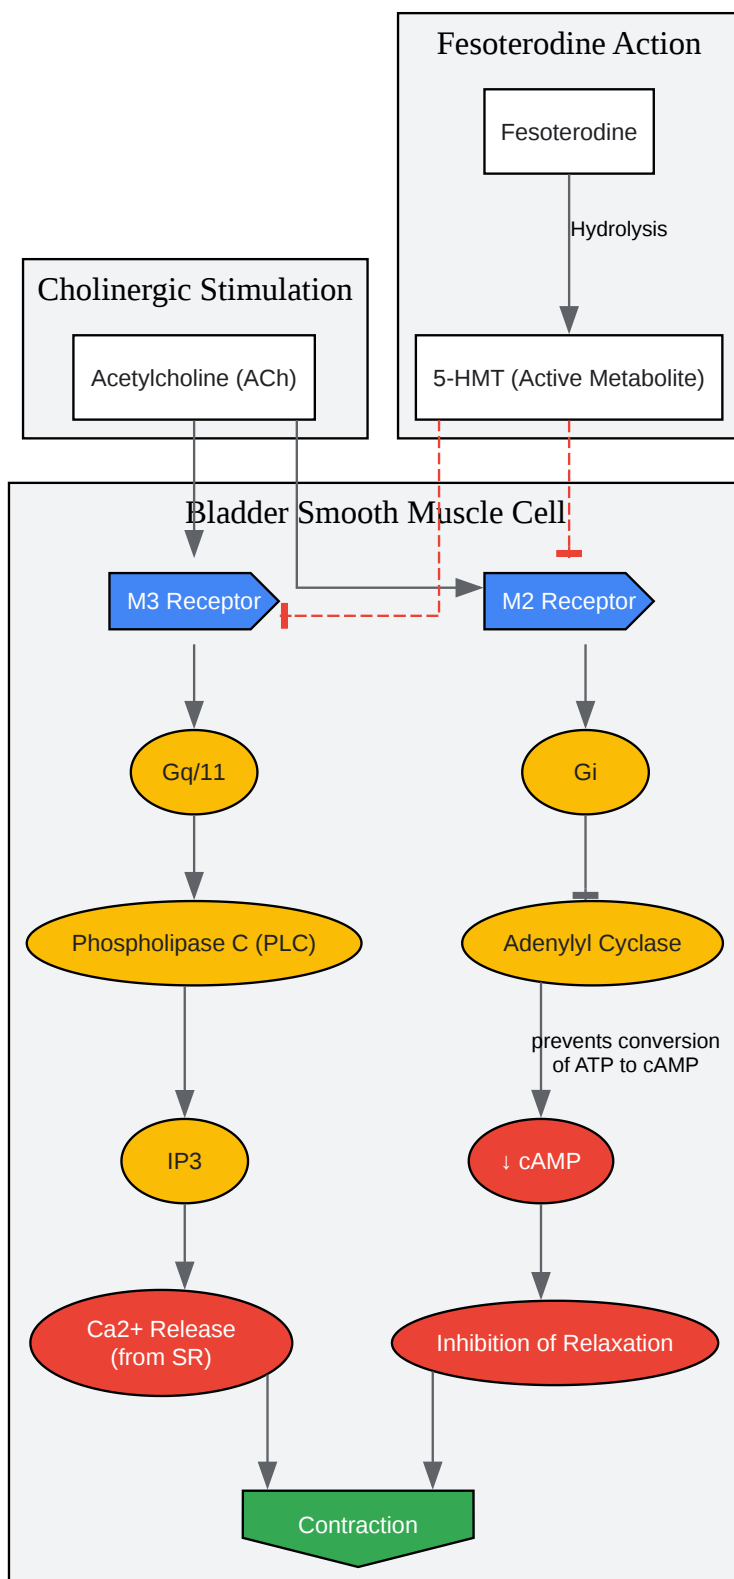 Fesoterodine Action
Fesoterodine
Hydrolysis
Cholinergic Stimulation
Acetylcholine (ACh)
5-HMT (Active Metabolite)
Bladder Smooth Muscle Cell
M3 Receptor
M2 Receptor
Gq/11
Gi
Phospholipase C (PLC)
Adenylyl Cyclase
prevents conversion
of ATP to cAMP
IP3
↓ cAMP
Ca2+ Release
(from SR)
Inhibition of Relaxation
Contraction